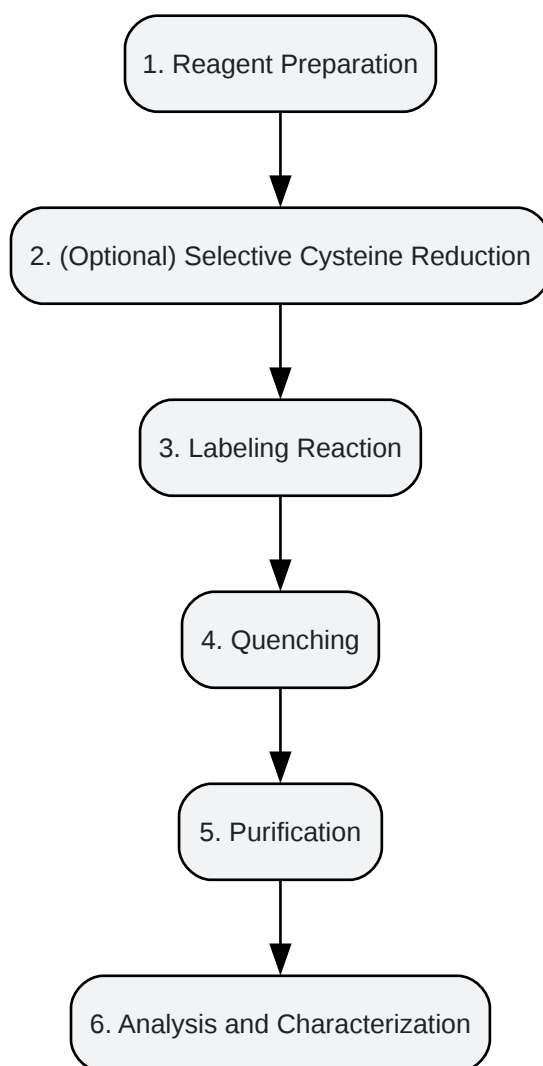 1. Reagent Preparation
2. (Optional) Selective Cysteine Reduction
3. Labeling Reaction
4. Quenching
5. Purification
6. Analysis and Characterization